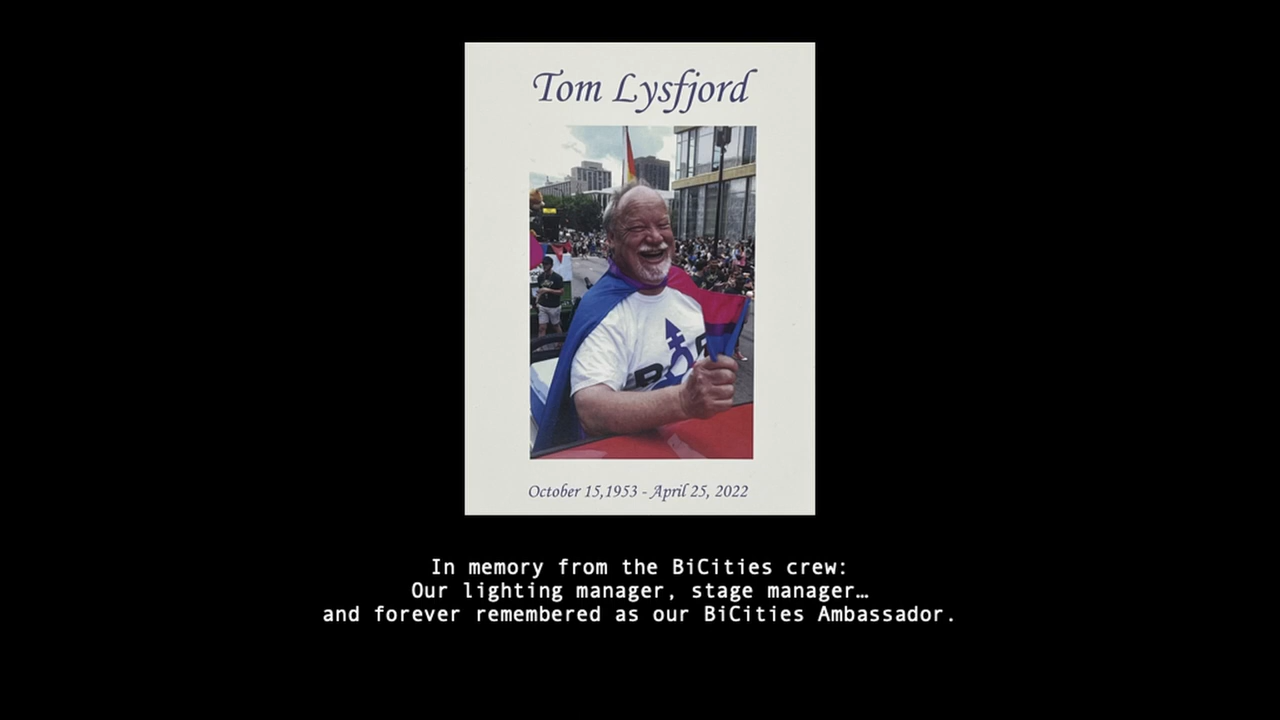 Tom Lysfjord
October 15,1953 - April 25, 2022
In memory from the BiCities crew:
Our lighting manager, stage manager…
and forever remembered as our BiCities Ambassador.